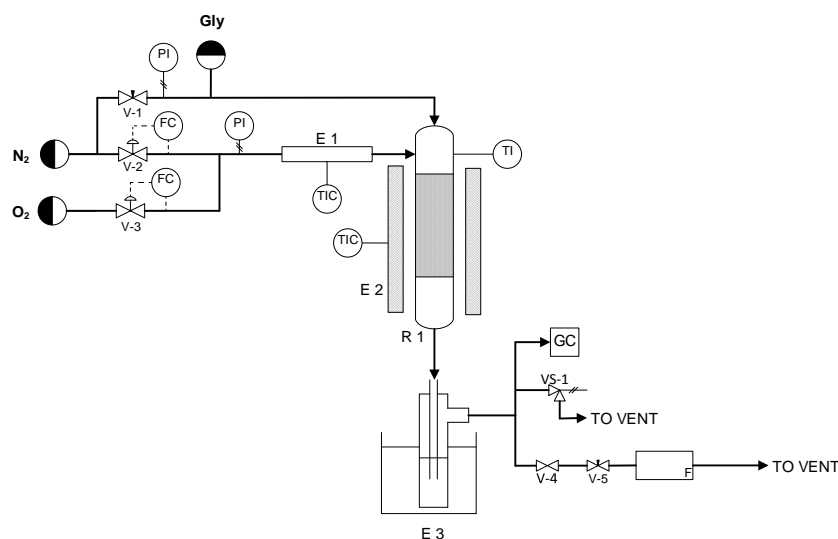 Gly
PI
V-1
FC
PI
E 1
N₂
V-2
TI
FC
TIC
O₂
V-3
TIC
E 2
R 1
GC
VS-1
TO VENT
TO VENT
V-4
V-5
F
E 3